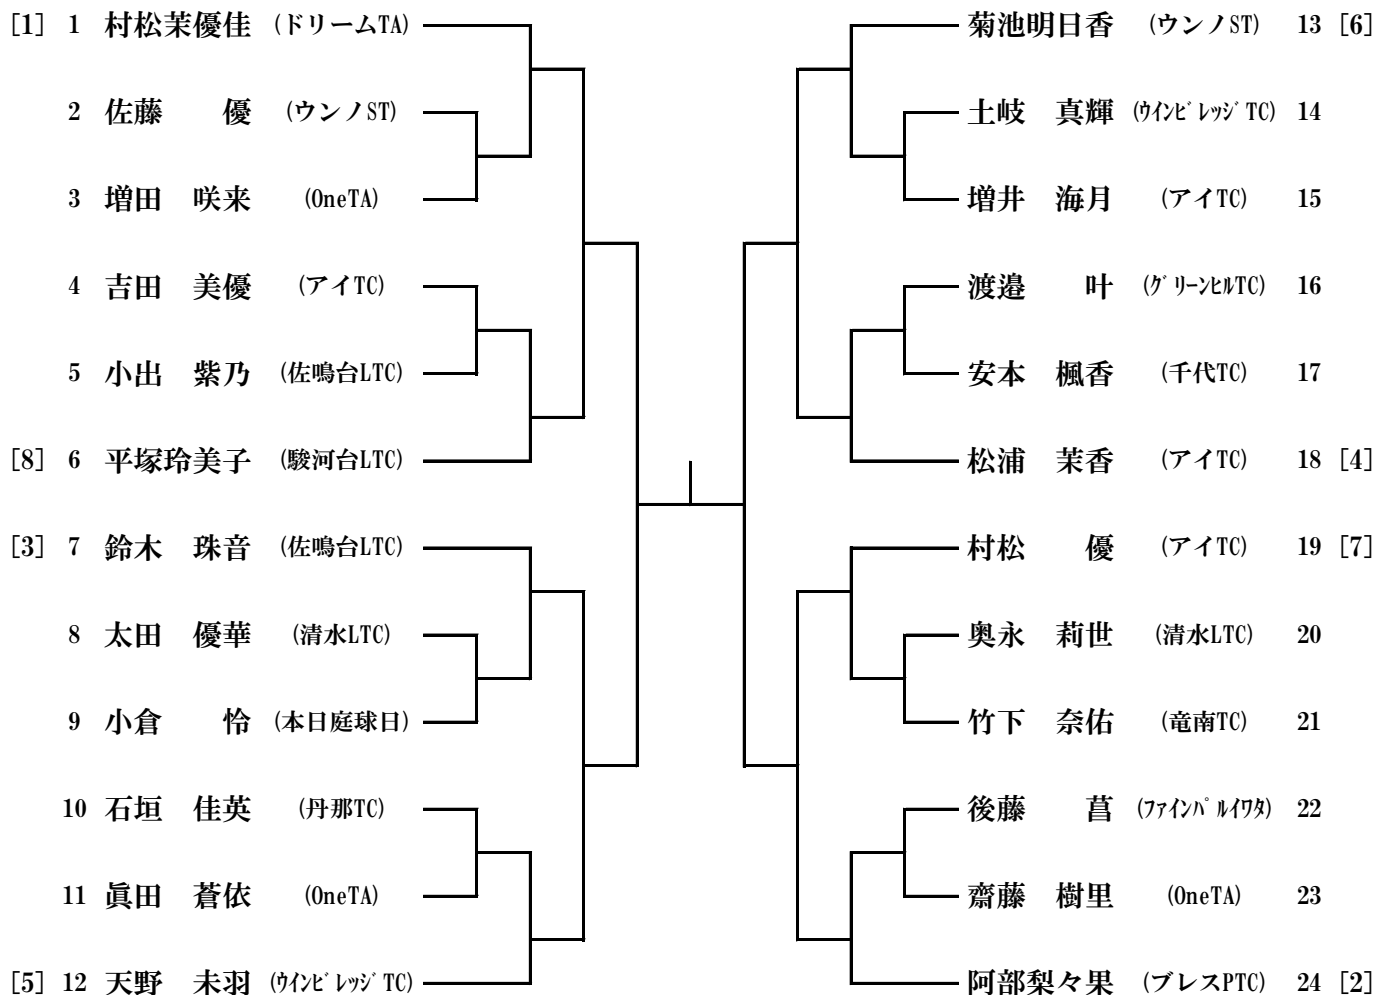 [1] 1 村松茉優佳 (ドリームTA)
2 佐藤　優 (ウンノST)
3 増田　咲来 (OneTA)
4 吉田　美優 (アイTC)
5 小出　紫乃 (佐鳴台LTC)
[8] 6 平塚玲美子 (駿河台LTC)
[3] 7 鈴木　珠音 (佐鳴台LTC)
8 太田　優華 (清水LTC)
9 小倉　怜 (本日庭球日)
10 石垣　佳英 (丹那TC)
11 眞田　蒼依 (OneTA)
[5] 12 天野　未羽 (ｳｲﾝﾋﾞﾚｯｼﾞTC)
菊池明日香 (ウンノST) 13 [6]
土岐　真輝 (ｳｲﾝﾋﾞﾚｯｼﾞTC) 14
増井　海月 (アイTC) 15
渡邉　叶 (ｸﾞﾘｰﾝﾋﾙTC) 16
安本　楓香 (千代TC) 17
松浦　茉香 (アイTC) 18 [4]
村松　優 (アイTC) 19 [7]
奥永　莉世 (清水LTC) 20
竹下　奈佑 (竜南TC) 21
後藤　菖 (ﾌｧｲﾝﾊﾟﾙｲﾜﾀ) 22
齋藤　樹里 (OneTA) 23
阿部梨々果 (ブレスPTC) 24 [2]